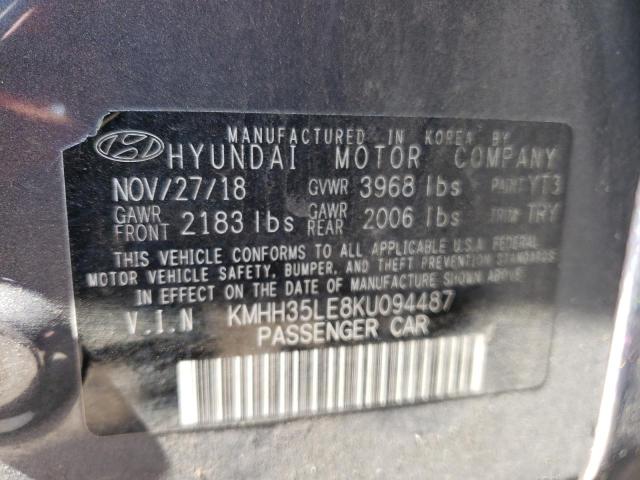 MANUFACTURED IN KOREA BY
HYUNDAI MOTOR COMPANY
NOV/27/18 GVWR 3968 lbs PAINT YT3
GAWR FRONT 2183 lbs GAWR REAR 2006 lbs TRIM TRY
THIS VEHICLE CONFORMS TO ALL APPLICABLE U.S.A FEDERAL
MOTOR VEHICLE SAFETY, BUMPER, AND THEFT PREVENTION STANDARDS
IN EFFECT ON THE DATE OF MANUFACTURE SHOWN ABOVE.
V.I.N KMHH35LE8KU094487
PASSENGER CAR